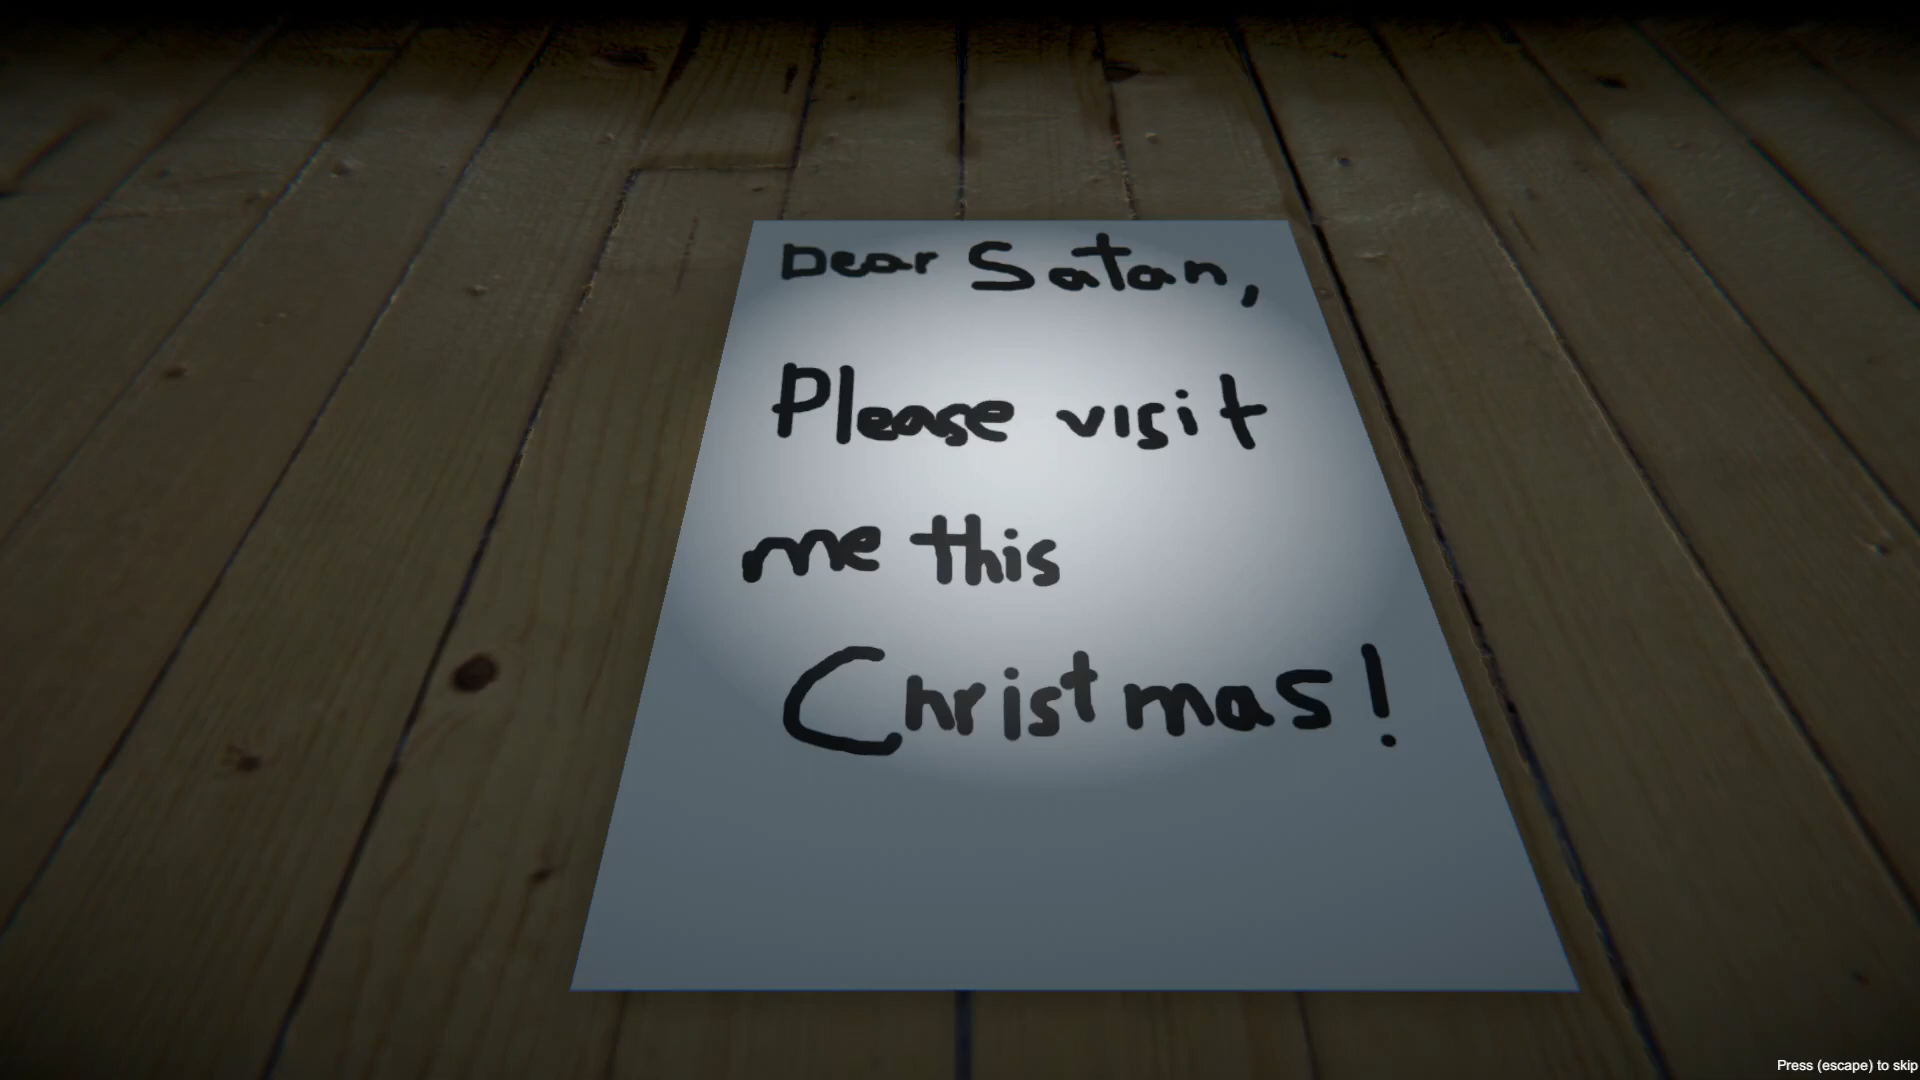 Dear Satan,
Please visit
me this
Christmas!
Press (escape) to skip